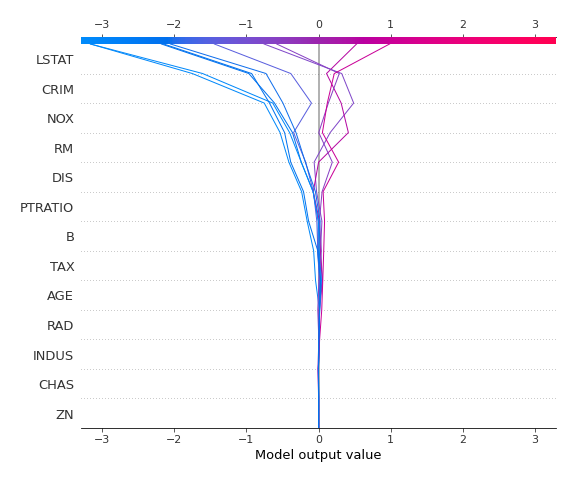 −3 −2 −1 0 1 2 3
LSTAT
CRIM
NOX
RM
DIS
PTRATIO
B
TAX
AGE
RAD
INDUS
CHAS
ZN
−3 −2 −1 0 1 2 3
Model output value